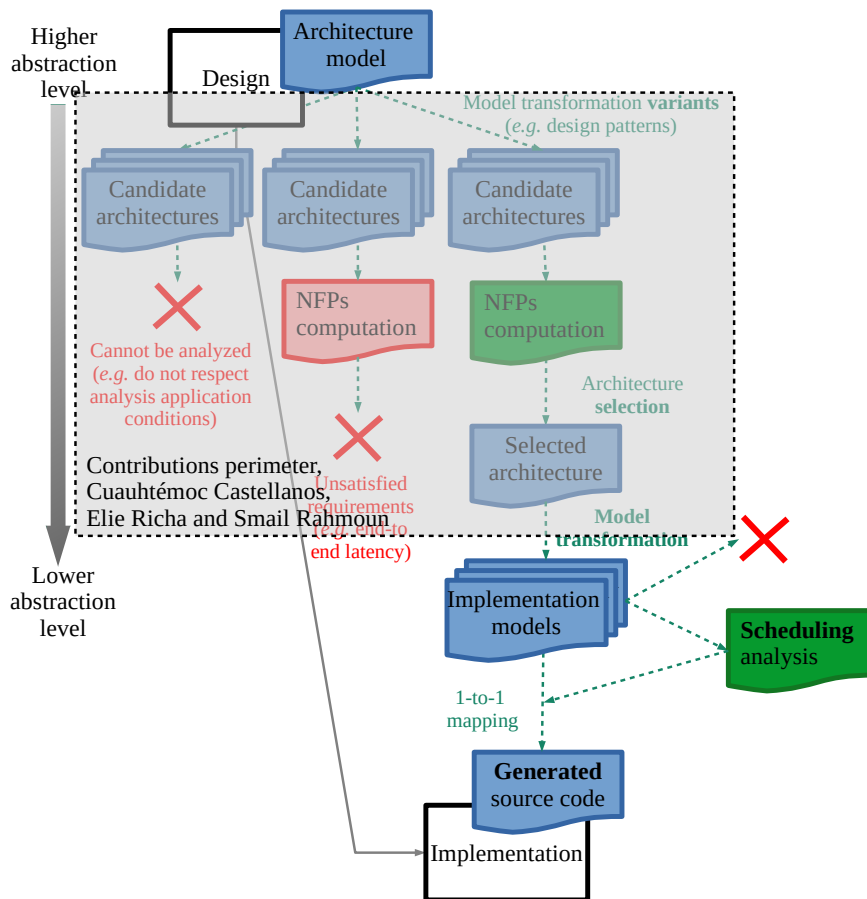 Higher
abstraction
level
Design
Architecture
model
Model transformation variants
(e.g. design patterns)
Candidate
architectures
Candidate
architectures
Candidate
architectures
NFPs
computation
NFPs
computation
Cannot be analyzed
(e.g. do not respect
analysis application
conditions)
Architecture
selection
Selected
architecture
Contributions perimeter,
Cuauhtémoc Castellanos,
Elie Richa and Smail Rahmoun
Unsatisfied
requirements
(e.g. end-to
end latency)
Model
transformation
Lower
abstraction
level
Implementation
models
Scheduling
analysis
1-to-1
mapping
Generated
source code
Implementation